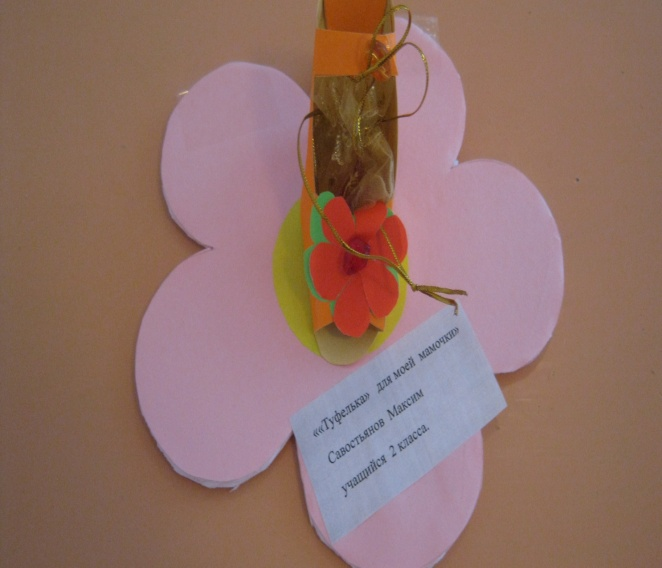 ««Туфелька» для моей мамочки»
Савостьянов Максим
учащийся 2 класса.